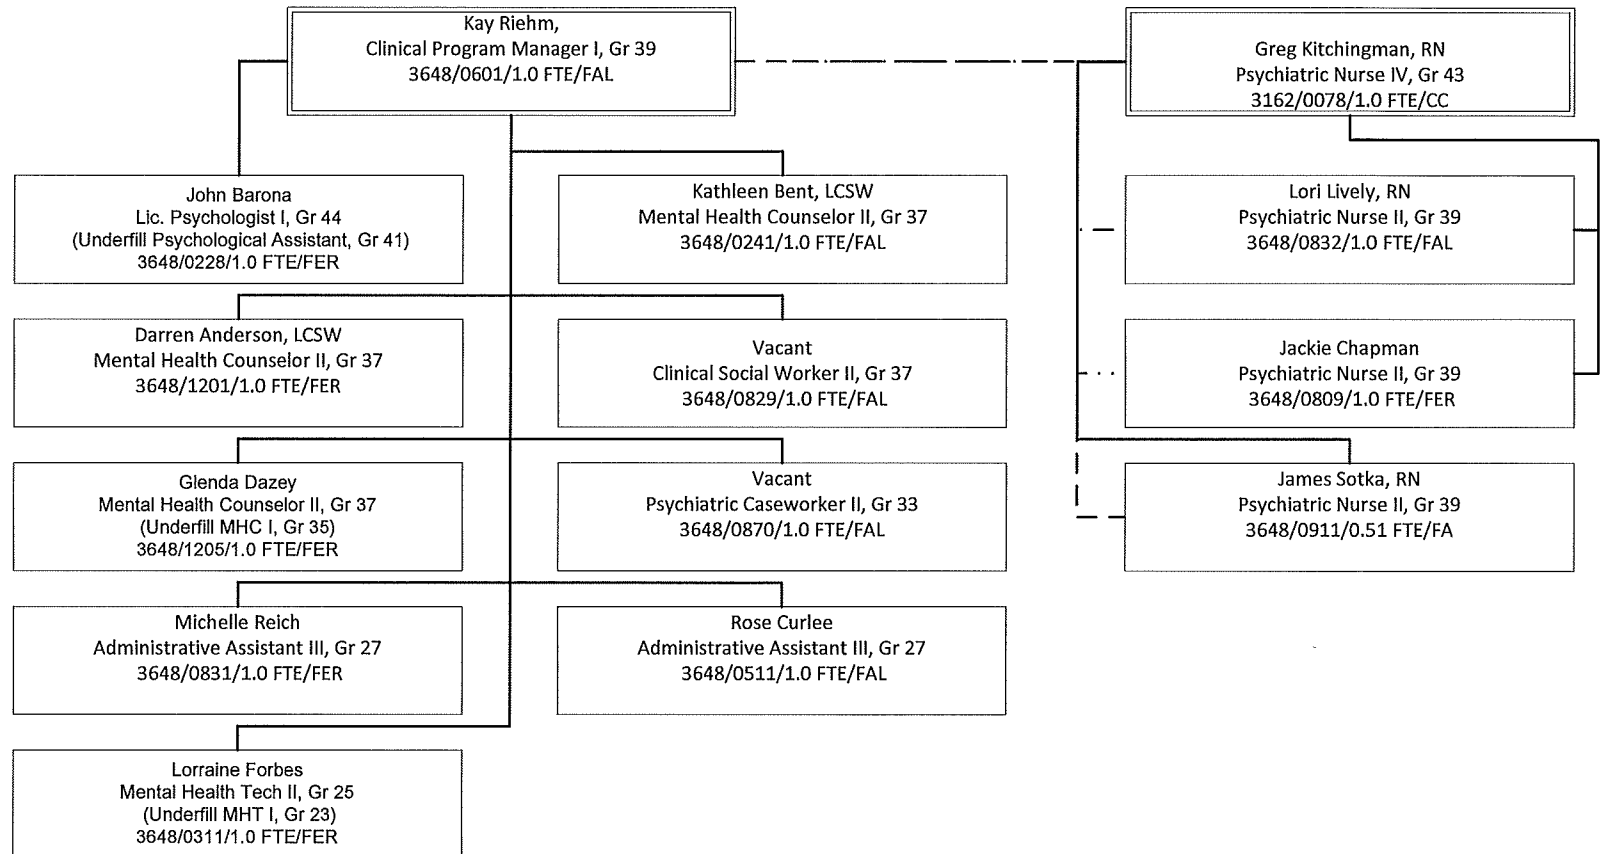 Kay Riehm,
Clinical Program Manager I, Gr 39
3648/0601/1.0 FTE/FAL
Greg Kitchingman, RN
Psychiatric Nurse IV, Gr 43
3162/0078/1.0 FTE/CC
John Barona
Lic. Psychologist I, Gr 44
(Underfill Psychological Assistant, Gr 41)
3648/0228/1.0 FTE/FER
Kathleen Bent, LCSW
Mental Health Counselor II, Gr 37
3648/0241/1.0 FTE/FAL
Lori Lively, RN
Psychiatric Nurse II, Gr 39
3648/0832/1.0 FTE/FAL
Darren Anderson, LCSW
Mental Health Counselor II, Gr 37
3648/1201/1.0 FTE/FER
Vacant
Clinical Social Worker II, Gr 37
3648/0829/1.0 FTE/FAL
Jackie Chapman
Psychiatric Nurse II, Gr 39
3648/0809/1.0 FTE/FER
Glenda Dazey
Mental Health Counselor II, Gr 37
(Underfill MHC I, Gr 35)
3648/1205/1.0 FTE/FER
Vacant
Psychiatric Caseworker II, Gr 33
3648/0870/1.0 FTE/FAL
James Sotka, RN
Psychiatric Nurse II, Gr 39
3648/0911/0.51 FTE/FA
Michelle Reich
Administrative Assistant III, Gr 27
3648/0831/1.0 FTE/FER
Rose Curlee
Administrative Assistant III, Gr 27
3648/0511/1.0 FTE/FAL
Lorraine Forbes
Mental Health Tech II, Gr 25
(Underfill MHT I, Gr 23)
3648/0311/1.0 FTE/FER